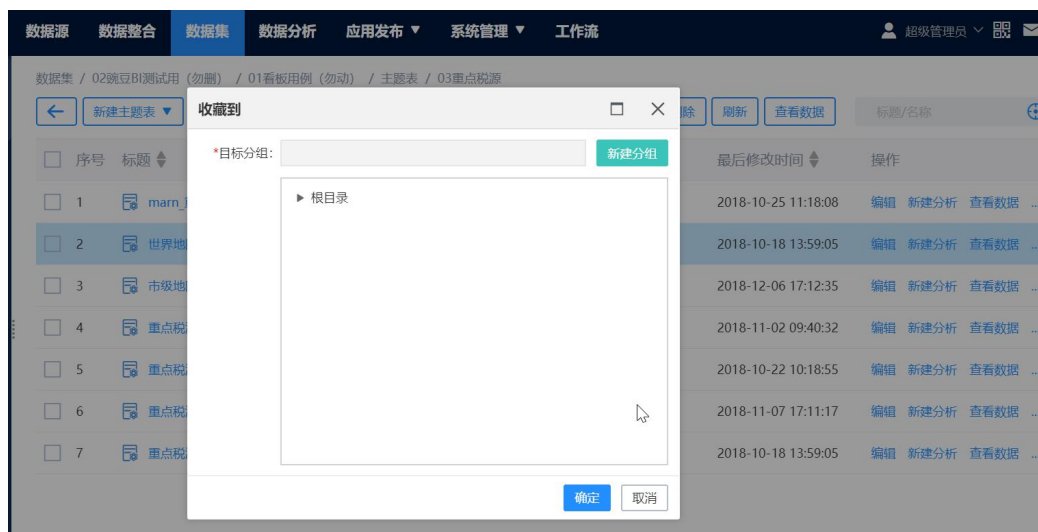 数据源 数据整合 数据集 数据分析 应用发布 ▼ 系统管理 ▼ 工作流 超级管理员
数据集 / 02豌豆BI测试用 (勿删) / 01看板用例 (勿动) / 主题表 / 03重点税源
新建主题表 ▼ 除 刷新 查看数据 标题/名称
收藏到
*目标分组: 新建分组
▶ 根目录
确定 取消
序号 标题 最后修改时间 操作
1 marn_ 2018-10-25 11:18:08 编辑 新建分析 查看数据 ..
2 世界地 2018-10-18 13:59:05 编辑 新建分析 查看数据 ..
3 市级地 2018-12-06 17:12:35 编辑 新建分析 查看数据 ..
4 重点税 2018-11-02 09:40:32 编辑 新建分析 查看数据 ..
5 重点税 2018-10-22 10:18:55 编辑 新建分析 查看数据 ..
6 重点税 2018-11-07 17:11:17 编辑 新建分析 查看数据 ..
7 重点税 2018-10-18 13:59:05 编辑 新建分析 查看数据 ..